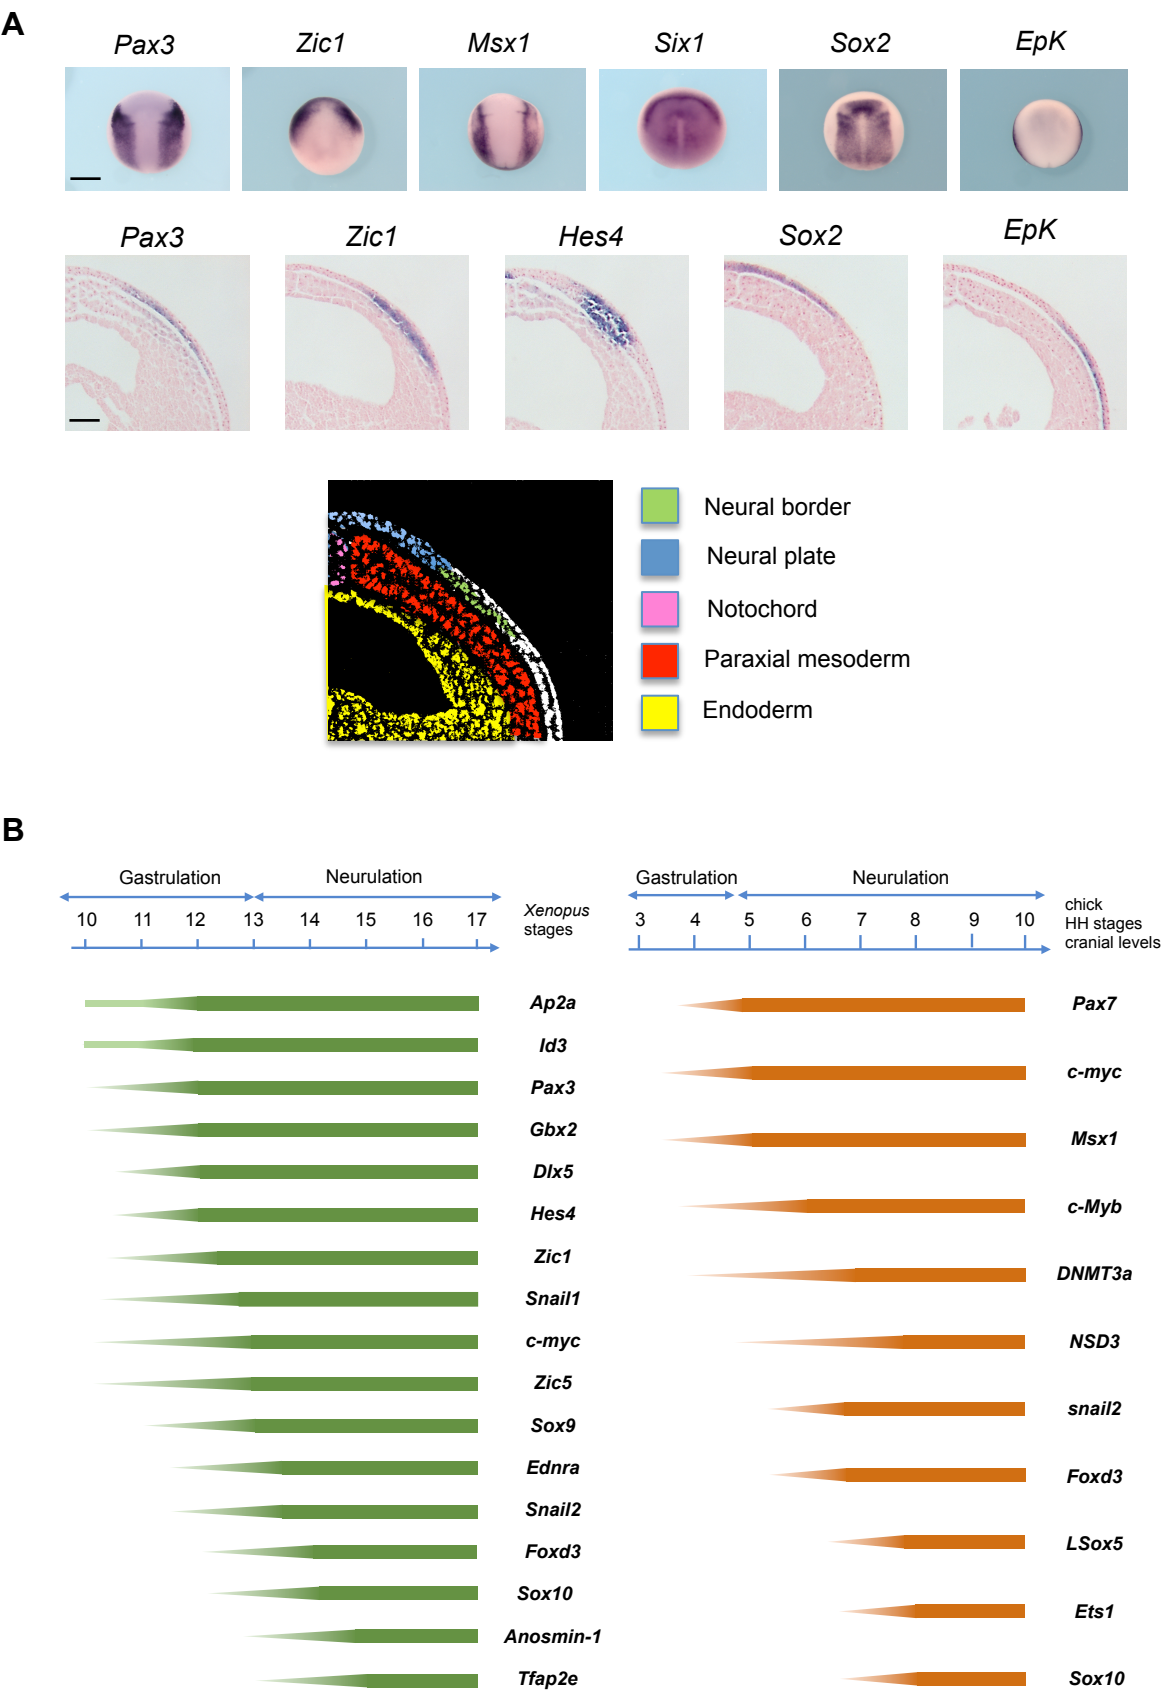 A
Pax3 Zic1 Msx1 Six1 Sox2 EpK
Pax3 Zic1 Hes4 Sox2 EpK
Neural border
Neural plate
Notochord
Paraxial mesoderm
Endoderm
B
Gastrulation Neurulation
10 11 12 13 14 15 16 17
Xenopus
stages
Ap2a
Id3
Pax3
Gbx2
Dlx5
Hes4
Zic1
Snail1
c-myc
Zic5
Sox9
Ednra
Snail2
Foxd3
Sox10
Anosmin-1
Tfap2e
Gastrulation Neurulation
3 4 5 6 7 8 9 10
chick
HH stages
cranial levels
Pax7
c-myc
Msx1
c-Myb
DNMT3a
NSD3
snail2
Foxd3
LSox5
Ets1
Sox10